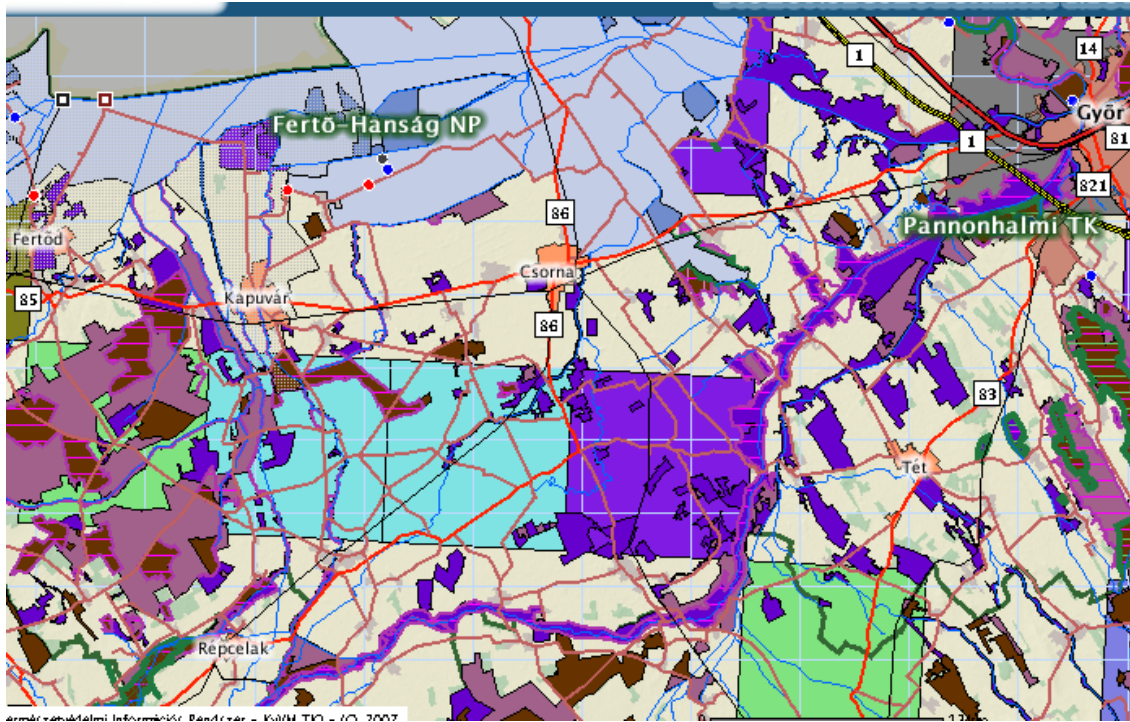 1
14
Győr
Fertő-Hanság NP
1
81
821
86
Pannonhalmi TK
Fertőd
Csorna
85
Kapuvár
86
83
Tét
Répcelak